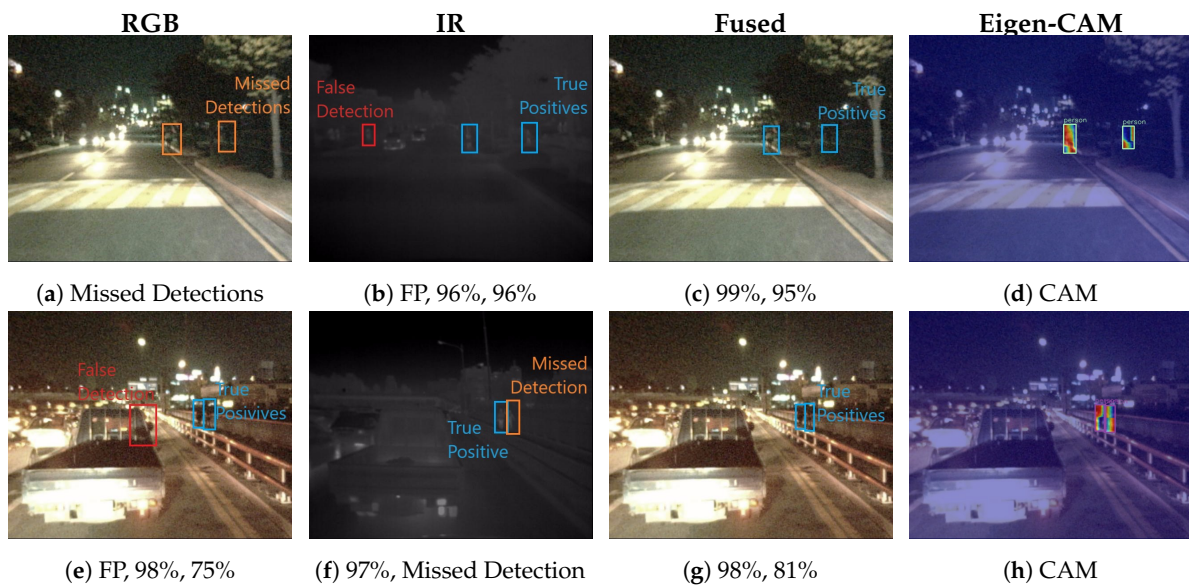 RGB IR Fused Eigen-CAM
Missed
Detections
False
Detection
True
Positives
True
Positives
person
person
(a) Missed Detections (b) FP, 96%, 96% (c) 99%, 95% (d) CAM
False
Detection
True
Posivives
Missed
Detection
True
Positive
True
Positives
(e) FP, 98%, 75% (f) 97%, Missed Detection (g) 98%, 81% (h) CAM